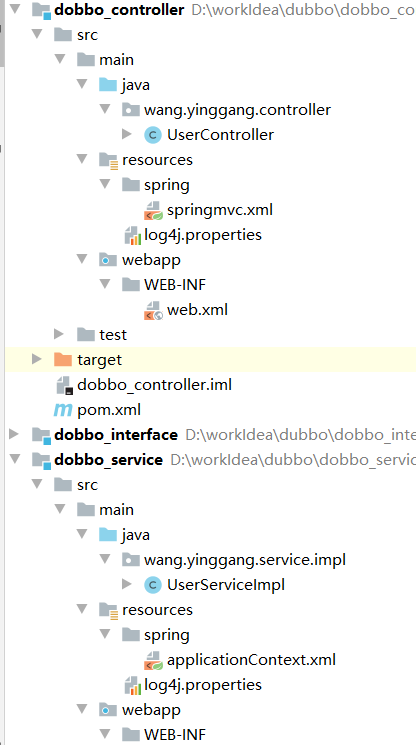 dobbo_controller D:\workIdea\dubbo\dobbo_co
src
main
java
wang.yinggang.controller
UserController
resources
spring
springmvc.xml
log4j.properties
webapp
WEB-INF
web.xml
test
target
dobbo_controller.iml
pom.xml
dobbo_interface D:\workIdea\dubbo\dobbo_inte
dobbo_service D:\workIdea\dubbo\dobbo_servic
src
main
java
wang.yinggang.service.impl
UserServiceImpl
resources
spring
applicationContext.xml
log4j.properties
webapp
WEB-INF